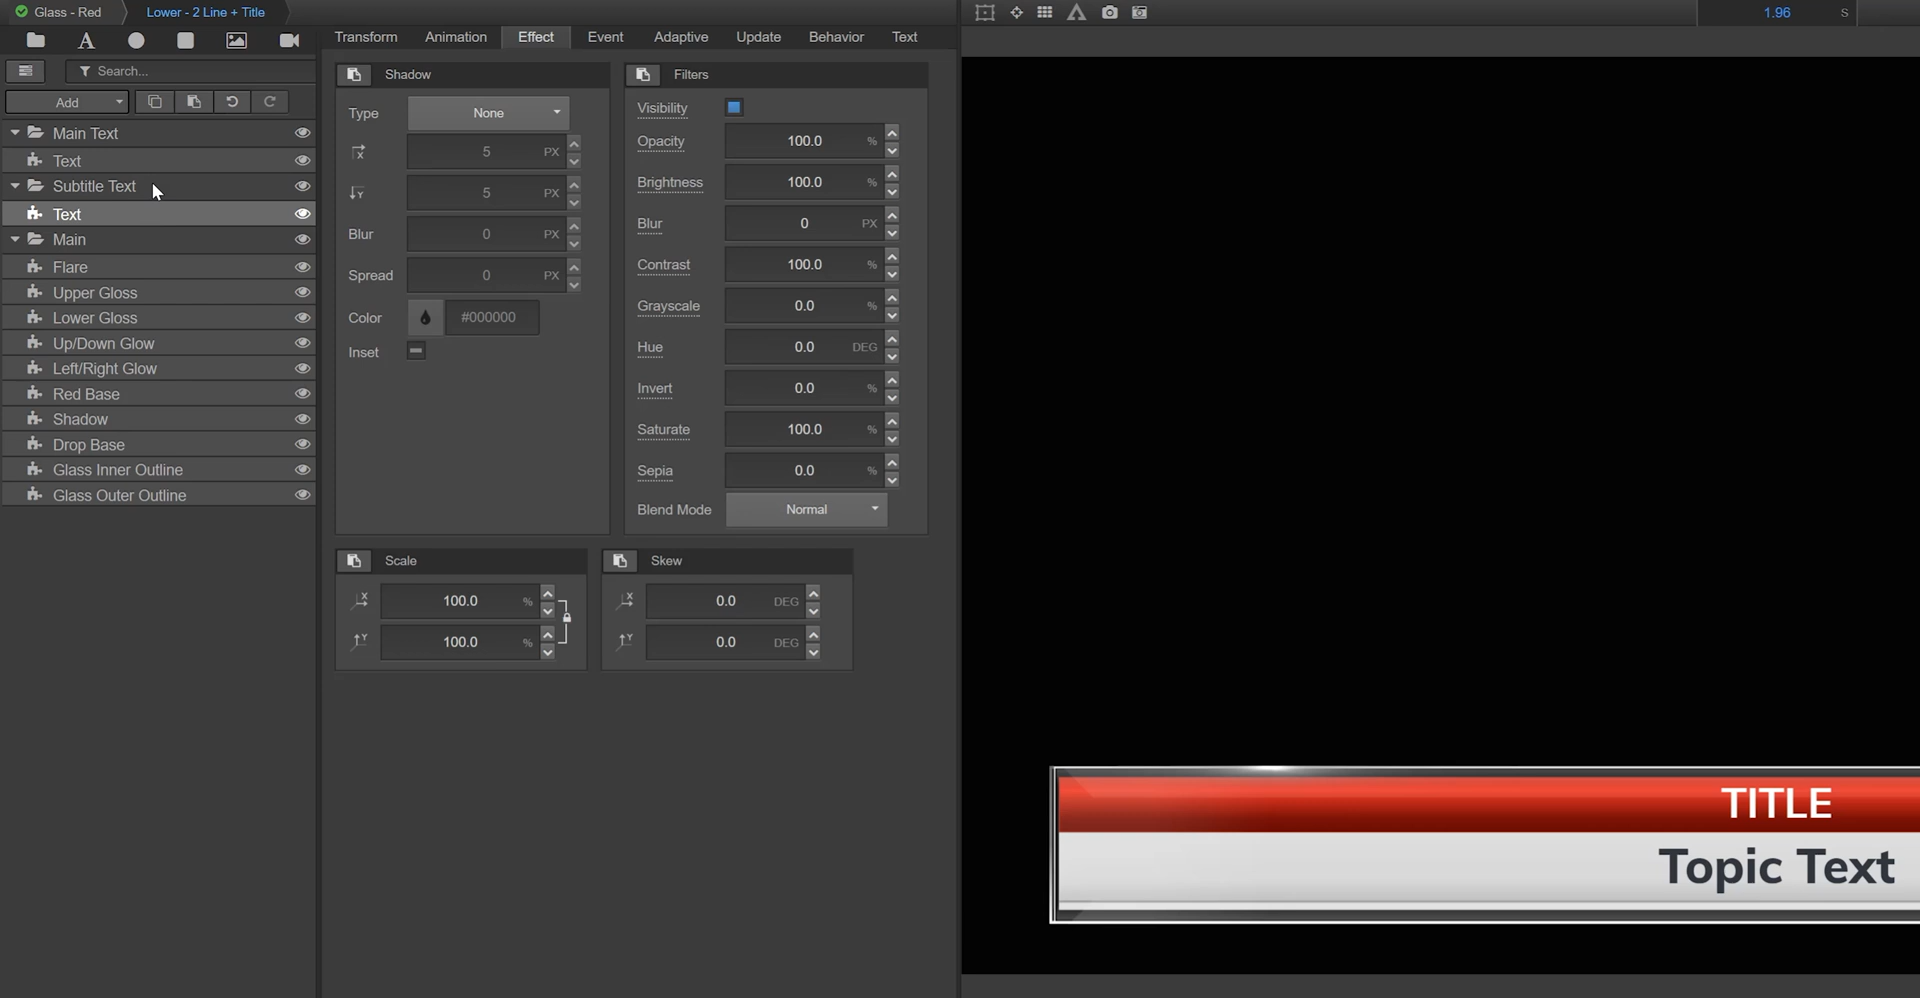 Glass - Red
Lower - 2 Line + Title
Search...
Add
Main Text
Text
Subtitle Text
Text
Main
Flare
Upper Gloss
Lower Gloss
Up/Down Glow
Left/Right Glow
Red Base
Shadow
Drop Base
Glass Inner Outline
Glass Outer Outline
Transform Animation Effect Event Adaptive Update Behavior Text
Shadow
Type None
X 5 PX
Y 5 PX
Blur 0 PX
Spread 0 PX
Color #000000
Inset
Filters
Visibility
Opacity 100.0 %
Brightness 100.0 %
Blur 0 PX
Contrast 100.0 %
Grayscale 0.0 %
Hue 0.0 DEG
Invert 0.0 %
Saturate 100.0 %
Sepia 0.0 %
Blend Mode Normal
Scale
X 100.0 %
Y 100.0 %
Skew
X 0.0 DEG
Y 0.0 DEG
1.96 S
TITLE
Topic Text